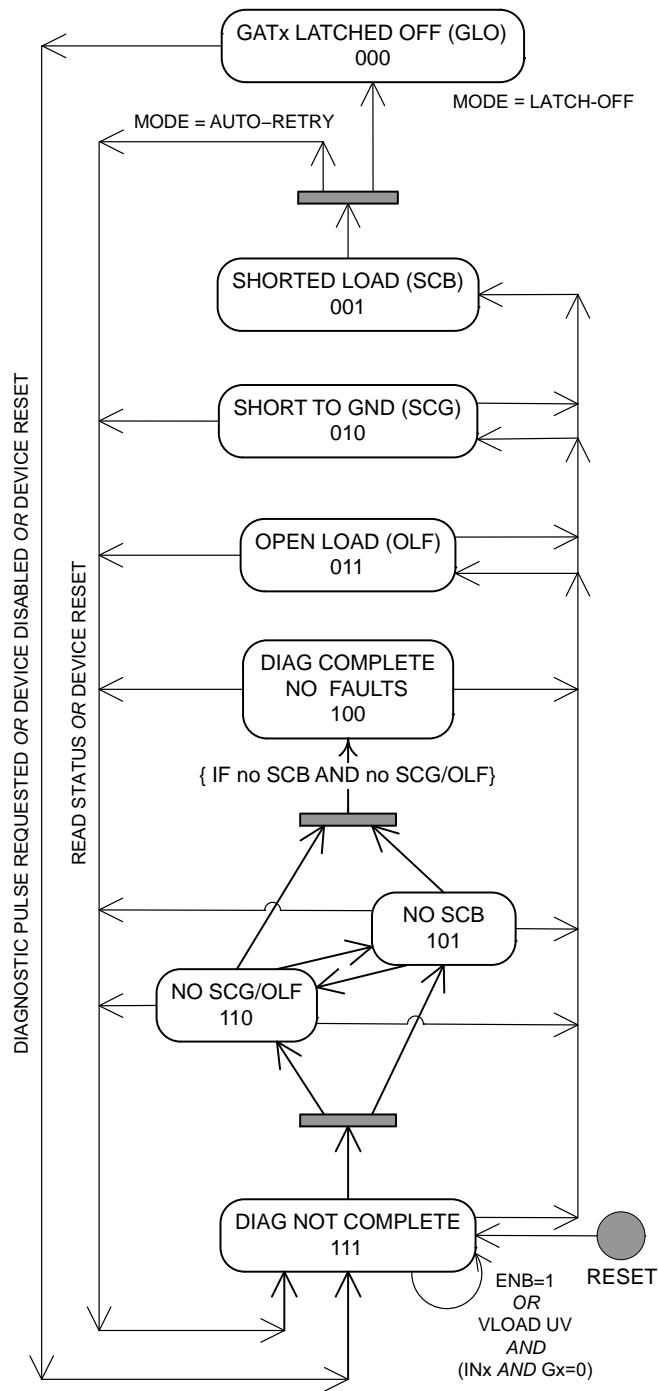 GATx LATCHED OFF (GLO)
000
MODE = LATCH-OFF
MODE = AUTO−RETRY
SHORTED LOAD (SCB)
001
SHORT TO GND (SCG)
010
OPEN LOAD (OLF)
011
DIAG COMPLETE
NO FAULTS
100
{ IF no SCB AND no SCG/OLF}
NO SCB
101
NO SCG/OLF
110
DIAG NOT COMPLETE
111
RESET
ENB=1
OR
VLOAD UV
AND
(INx AND Gx=0)
DIAGNOSTIC PULSE REQUESTED OR DEVICE DISABLED OR DEVICE RESET
READ STATUS OR DEVICE RESET